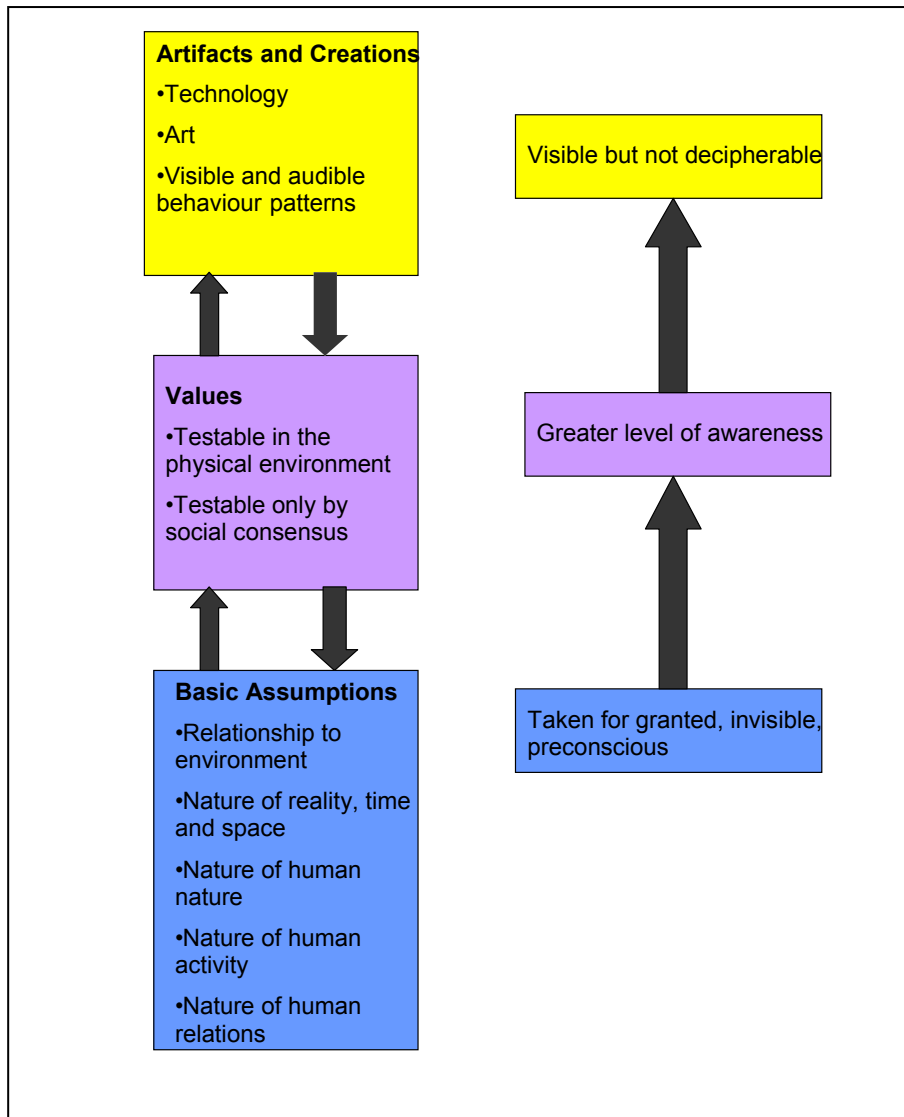 Artifacts and Creations
•Technology
•Art
•Visible and audible
behaviour patterns
Visible but not decipherable
Values
•Testable in the
physical environment
•Testable only by
social consensus
Greater level of awareness
Basic Assumptions
•Relationship to
environment
•Nature of reality, time
and space
•Nature of human
nature
•Nature of human
activity
•Nature of human
relations
Taken for granted, invisible,
preconscious